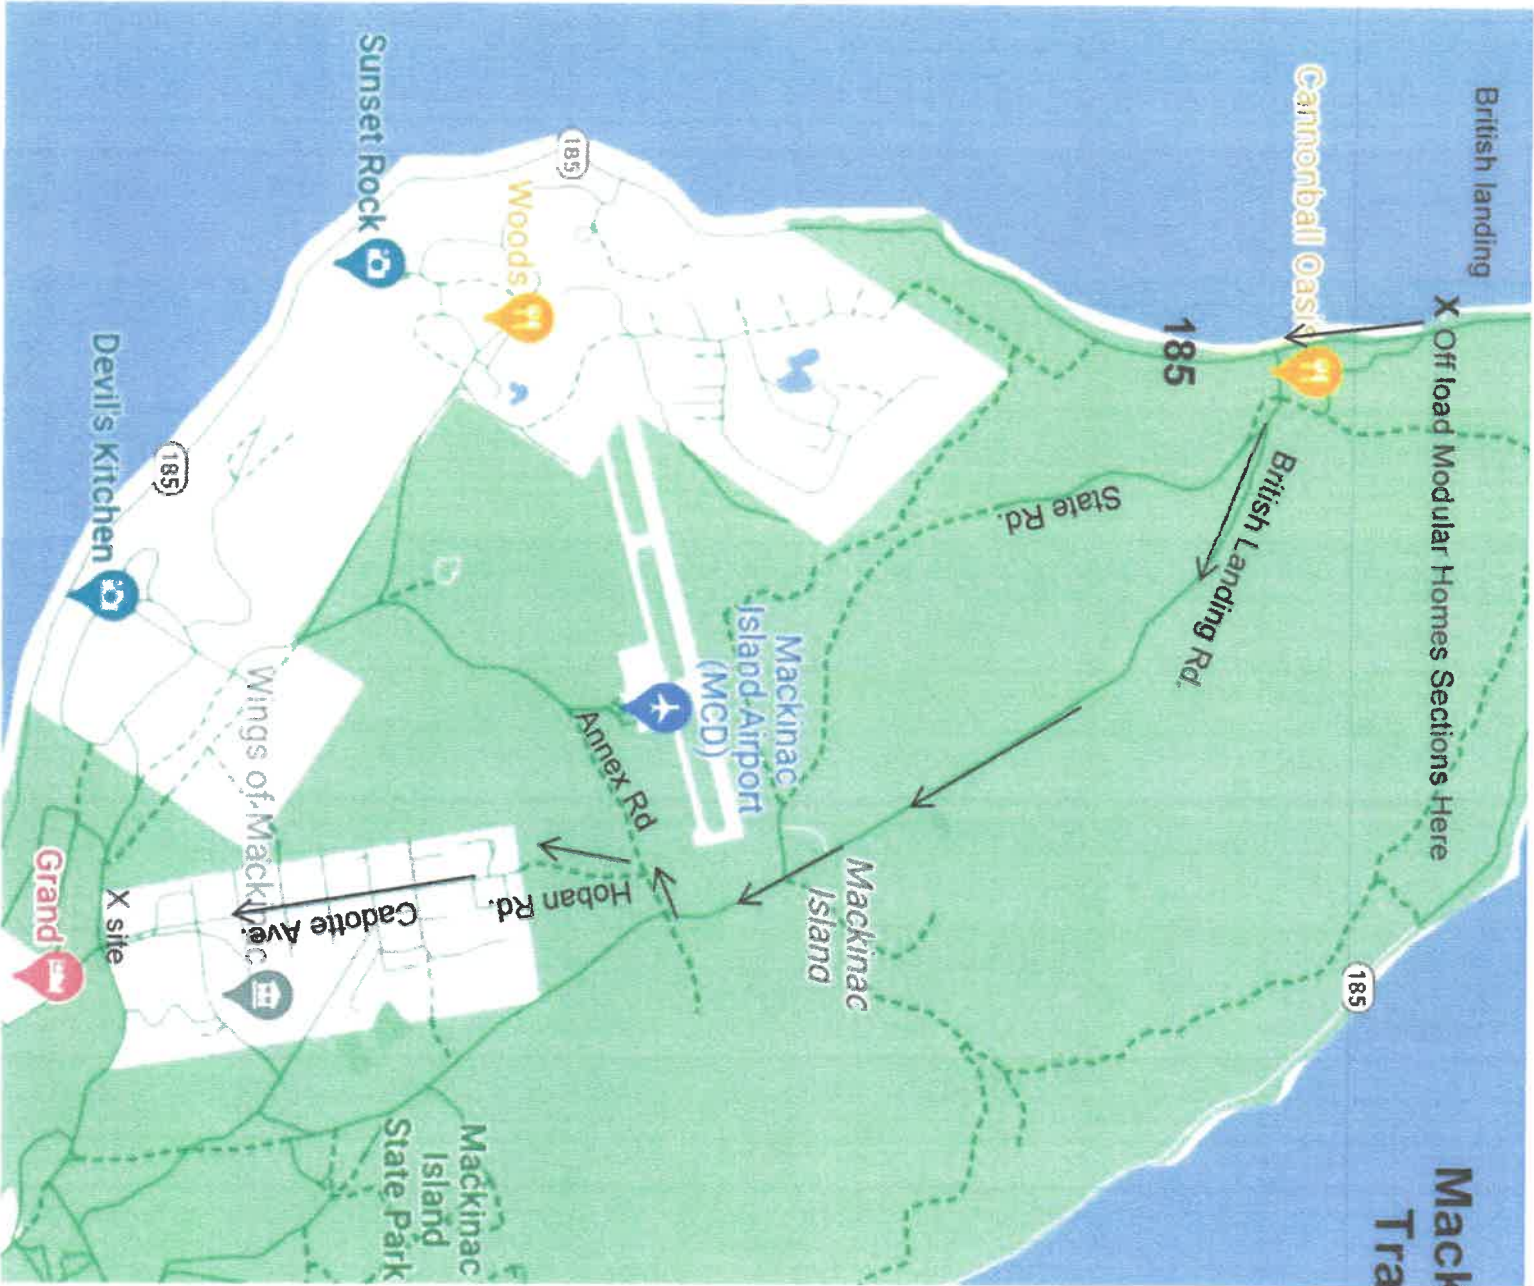 Mac
Tra
British landing
X Off load Modular Homes Sections Here
Cannonball Oasis
185
185
British Landing Rd.
State Rd.
Mackinac
Island
Mackinac
Island Airport
(MCD)
Annex Rd
Hoban Rd.
185
Woods
Sunset Rock
Cadotte Ave.
Mackinac
Island
State Park
Wings of Mackinac
185
Devil's Kitchen
X site
Grand